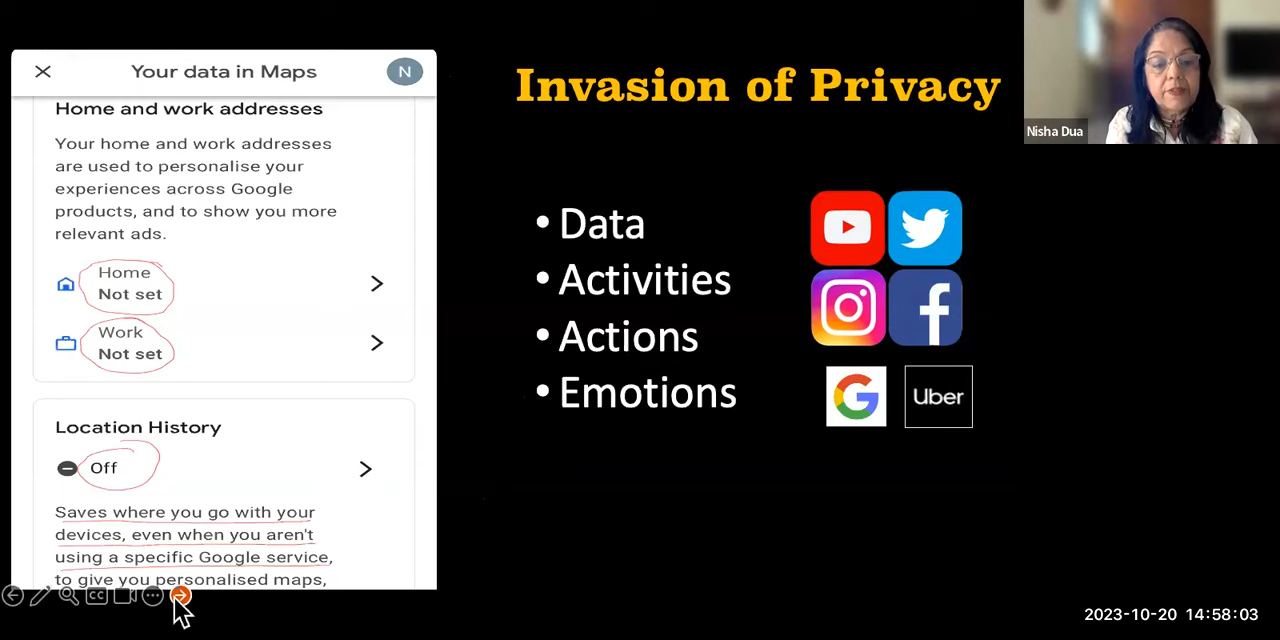 Your data in Maps
N
Home and work addresses
Your home and work addresses
are used to personalise your
experiences across Google
products, and to show you more
relevant ads.
Home
Not set
Work
Not set
Location History
Off
Saves where you go with your
devices, even when you aren't
using a specific Google service,
to give you personalised maps,
CC
Invasion of Privacy
• Data
• Activities
• Actions
• Emotions
f
G
Uber
Nisha Dua
2023-10-20 14:58:03